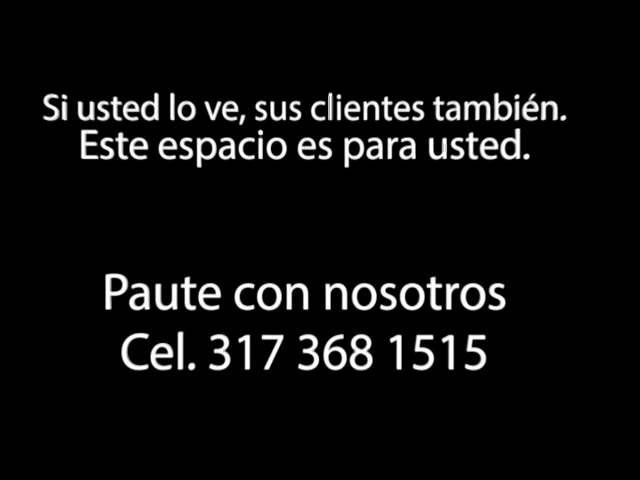 Si usted lo ve, sus clientes también.
Este espacio es para usted.
Paute con nosotros
Cel. 317 368 1515